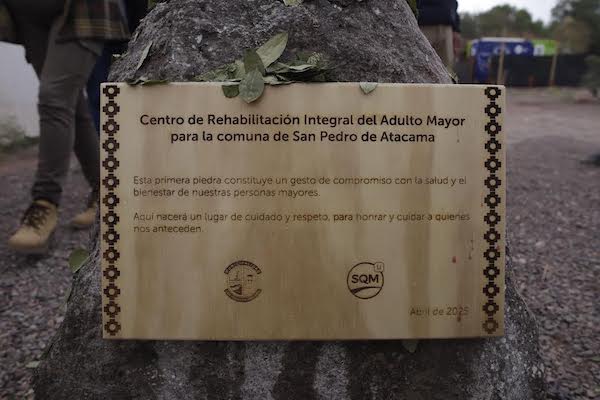 Centro de Rehabilitación Integral del Adulto Mayor
para la comuna de San Pedro de Atacama
Esta primera piedra constituye un gesto de compromiso con la salud y el
bienestar de nuestras personas mayores.
Aquí nacerá un lugar de cuidado y respeto, para honrar y cuidar a quienes
nos anteceden.
SQM
Abril de 2025